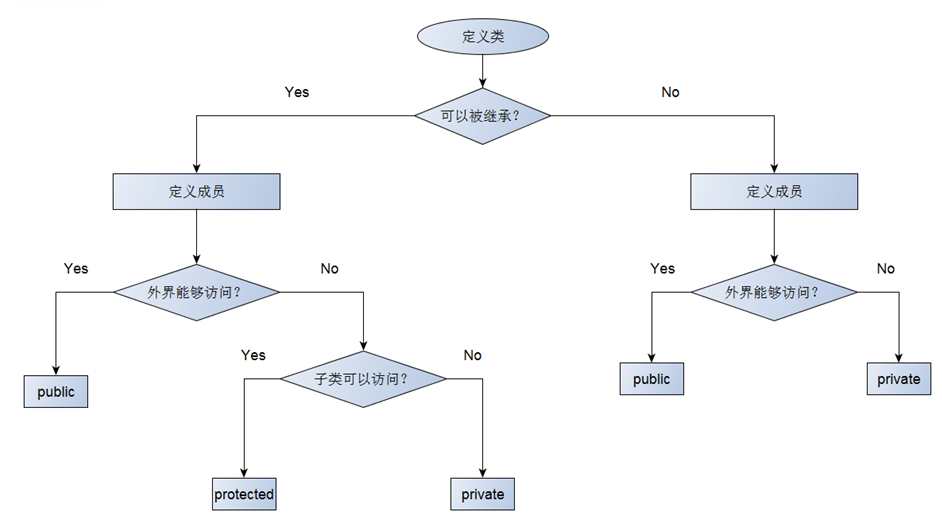 定义类
Yes
No
可以被继承?
定义成员
定义成员
Yes
No
Yes
No
外界能够访问?
外界能够访问?
Yes
No
子类可以访问?
public
public
private
protected
private